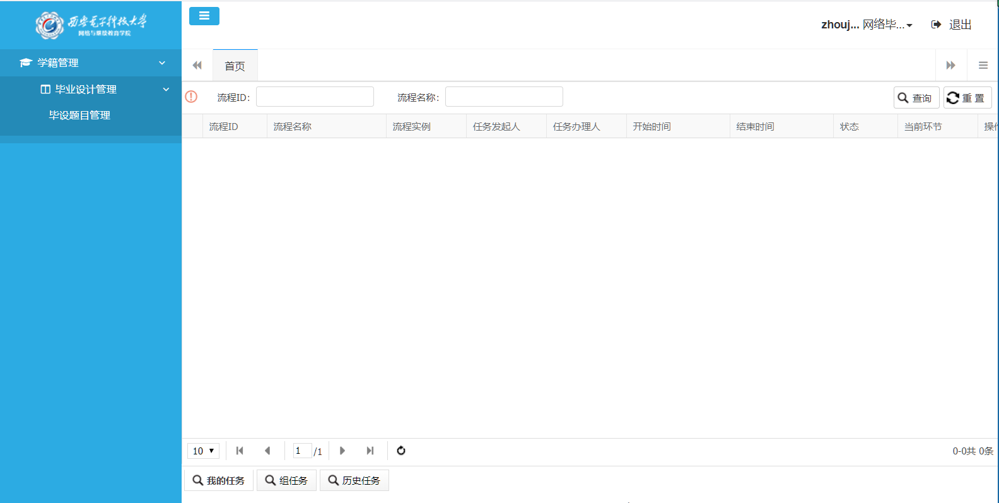 西安电子科技大学
网络与继续教育学院
zhouj... 网络毕... 退出
学籍管理
毕业设计管理
毕设题目管理
首页
流程ID: 流程名称: 查询 重 置
流程ID 流程名称 流程实例 任务发起人 任务办理人 开始时间 结束时间 状态 当前环节
10 1 /1 0-0共 0条
我的任务 组任务 历史任务